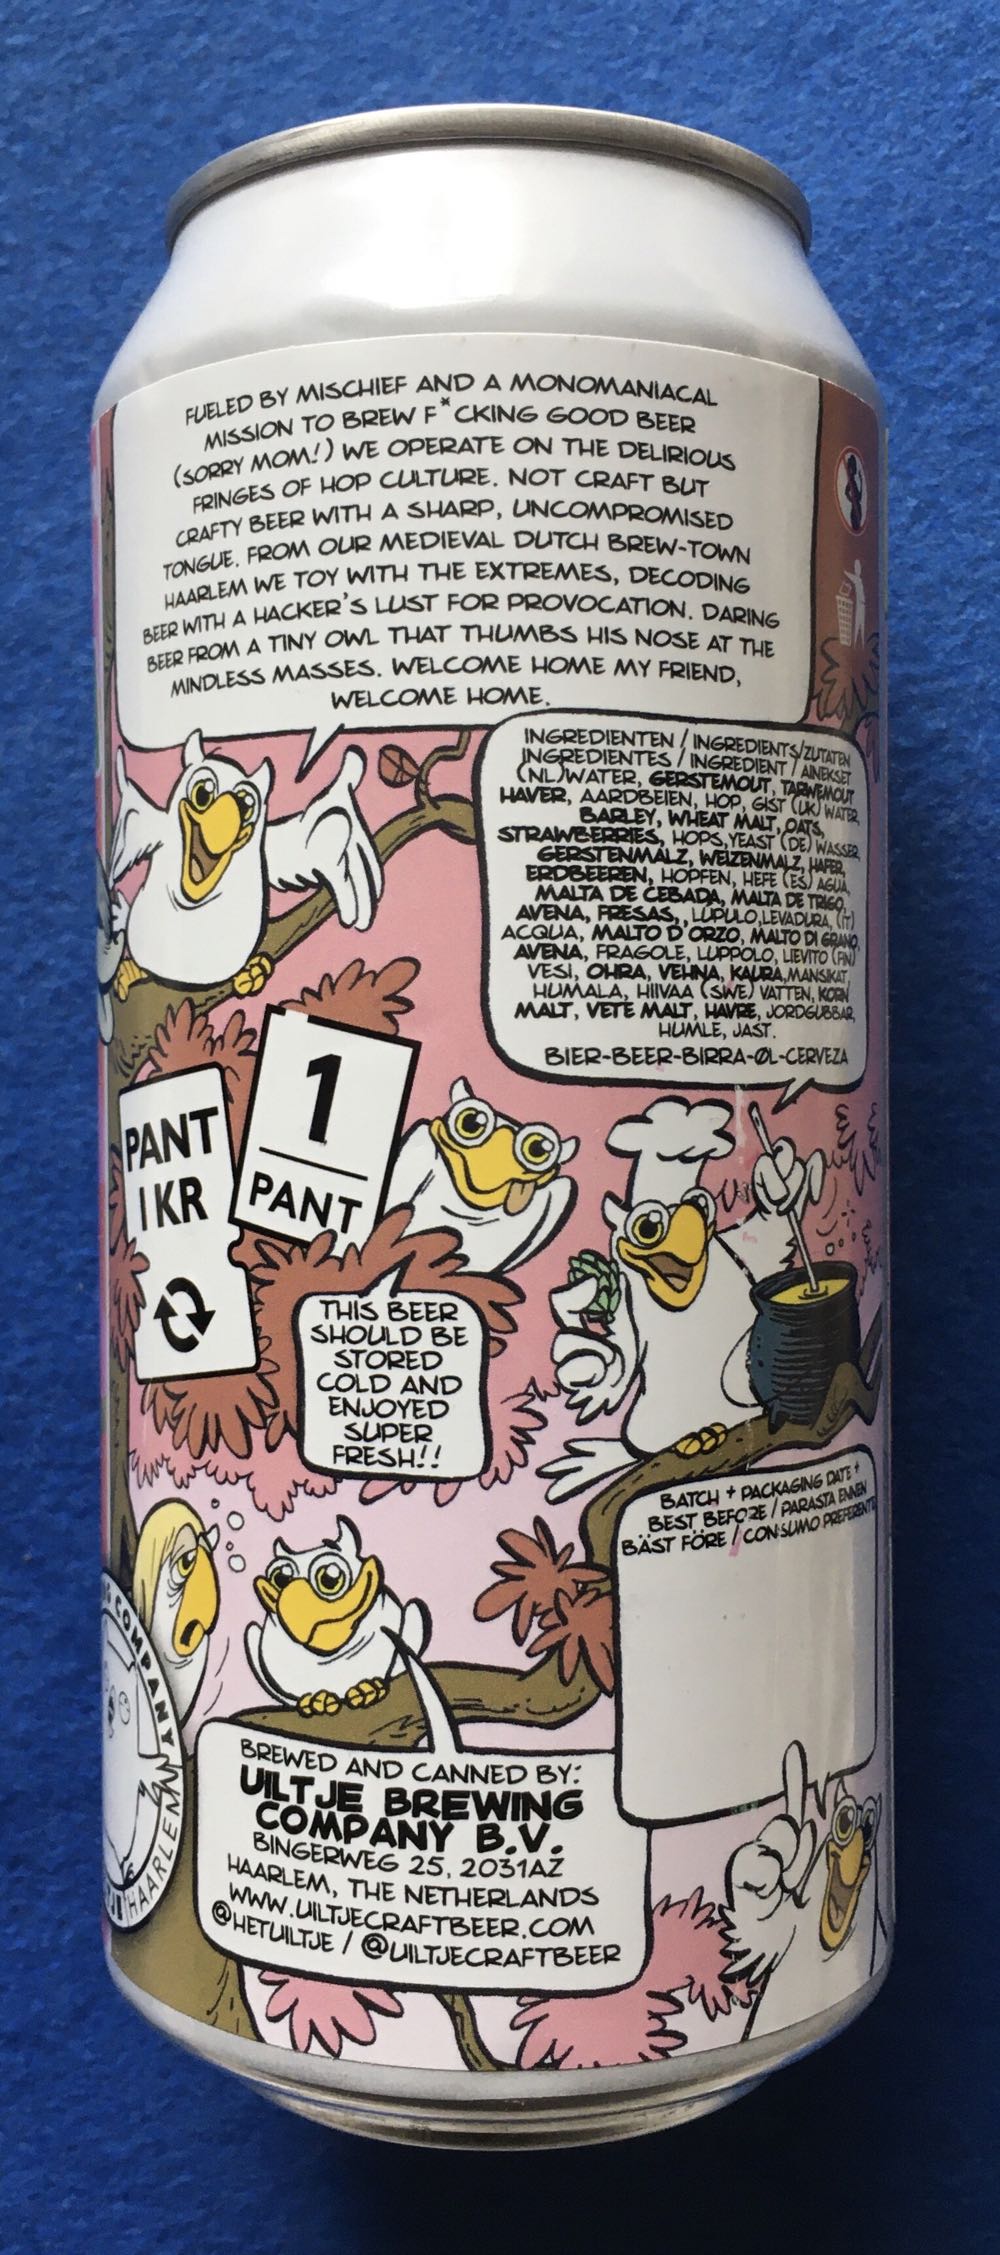 FUELED BY MISCHIEF AND A MONOMANIACAL
MISSION TO BREW F*CKING GOOD BEER
(SORRY MOM!) WE OPERATE ON THE DELIRIOUS
FRINGES OF HOP CULTURE. NOT CRAFT BUT
CRAFTY BEER WITH A SHARP, UNCOMPROMISED
TONGUE. FROM OUR MEDIEVAL DUTCH BREW-TOWN
HAARLEM WE TOY WITH THE EXTREMES, DECODING
BEER WITH A HACKER'S LUST FOR PROVOCATION. DARING
BEER FROM A TINY OWL THAT THUMBS HIS NOSE AT THE
MINDLESS MASSES. WELCOME HOME MY FRIEND,
WELCOME HOME.
INGREDIENTEN / INGREDIENTS/ZUTATEN
INGREDIENTES / INGREDIENT / AINEKSET
(NL)WATER, GERSTEMOUT, TARWEMOUT
HAVER, AARDBEIEN, HOP, GIST (UK) WATER,
BARLEY, WHEAT MALT, OATS,
STRAWBERRIES, HOPS, YEAST (DE) WASSER,
GERSTENMALZ, WEIZENMALZ, HAFER,
ERDBEEREN, HOPFEN, HEFE (ES) AGUA,
MALTA DE CEBADA, MALTA DE TRIGO,
AVENA, FRESAS, , LUPULO,LEVADURA, (IT)
ACQUA, MALTO D'ORZO, MALTO DI GRANO,
AVENA, FRAGOLE, LUPPOLO, LIEVITO (FIN)
VESI, OHRA, VEHNA, KAURA,MANSIKAT,
HUMALA, HIIVAA (SWE) VATTEN, KORN
MALT, VETE MALT, HAVRE, JORDGUBBAR,
HUMLE, JAST.
BIER-BEER-BIRRA-ØL-CERVEZA
PANT
1 KR
1
PANT
THIS BEER
SHOULD BE
STORED
COLD AND
ENJOYED
SUPER
FRESH!!
BATCH + PACKAGING DATE +
BEST BEFORE / PARASTA ENNEN
BÄST FÖRE / CONSUMO PREFERENTE
COMPANY
HAARLEM
BREWED AND CANNED BY:
UILTJE BREWING
COMPANY B.V.
BINGERWEG 25, 2031AZ
HAARLEM, THE NETHERLANDS
WWW.UILTJECRAFTBEER.COM
@HETUILTJE / @UILTJECRAFTBEER